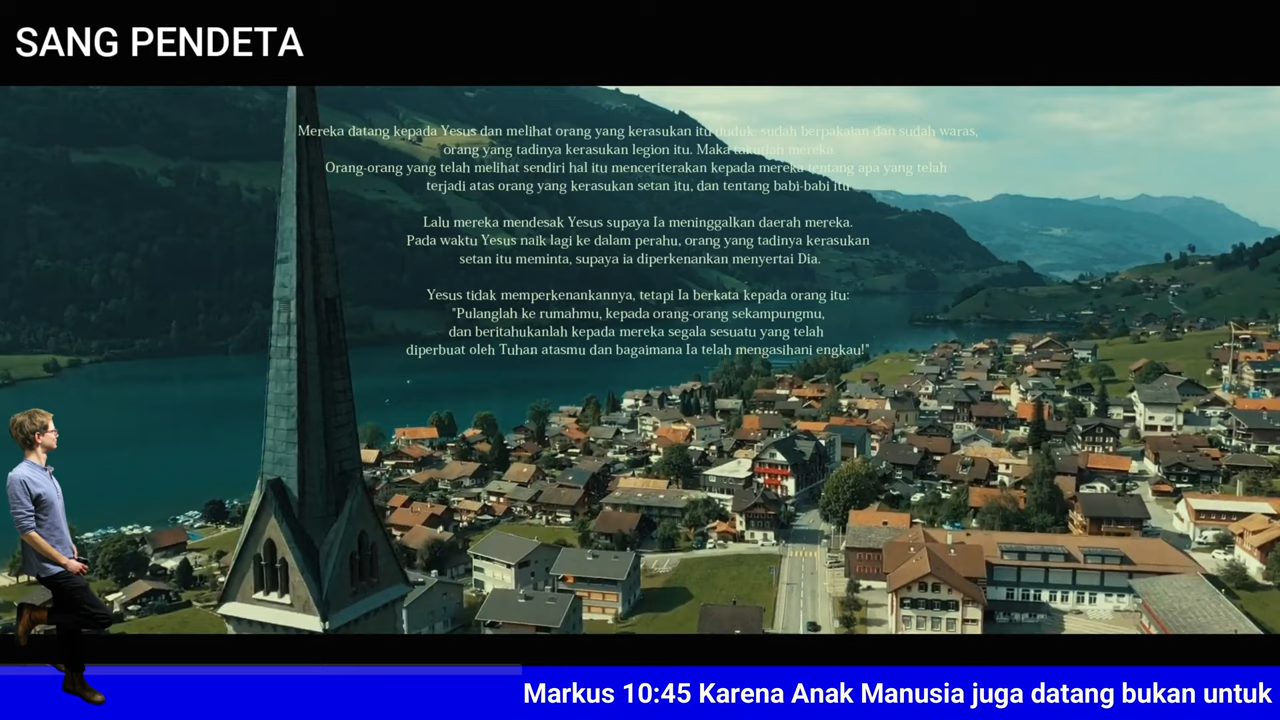 SANG PENDETA
Mereka datang kepada Yesus dan melihat orang yang kerasukan itu duduk, sudah berpakaian dan sudah waras,
orang yang tadinya kerasukan legion itu. Maka takutlah mereka.
Orang-orang yang telah melihat sendiri hal itu menceriterakan kepada mereka tentang apa yang telah
terjadi atas orang yang kerasukan setan itu, dan tentang babi-babi itu
Lalu mereka mendesak Yesus supaya Ia meninggalkan daerah mereka.
Pada waktu Yesus naik lagi ke dalam perahu, orang yang tadinya kerasukan
setan itu meminta, supaya ia diperkenankan menyertai Dia.
Yesus tidak memperkenankannya, tetapi Ia berkata kepada orang itu:
"Pulanglah ke rumahmu, kepada orang-orang sekampungmu,
dan beritahukanlah kepada mereka segala sesuatu yang telah
diperbuat oleh Tuhan atasmu dan bagaimana Ia telah mengasihani engkau!"
Markus 10:45 Karena Anak Manusia juga datang bukan untuk